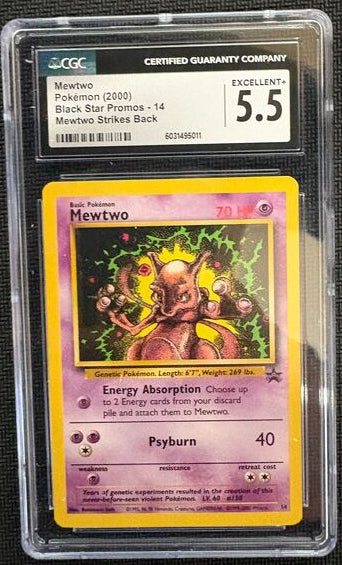 CGC
CERTIFIED GUARANTY COMPANY
Mewtwo
Pokémon (2000)
Black Star Promos - 14
Mewtwo Strikes Back
EXCELLENT+
5.5
6031495011
Basic Pokémon
Mewtwo
70 HP
Genetic Pokémon. Length: 6'7", Weight: 269 lbs.
Energy Absorption Choose up
to 2 Energy cards from your discard
pile and attach them to Mewtwo.
Psyburn 40
weakness resistance retreat cost
Tears of genetic experiments resulted in the creation of this
never-before-seen violent Pokémon. LV. 60 #150
14